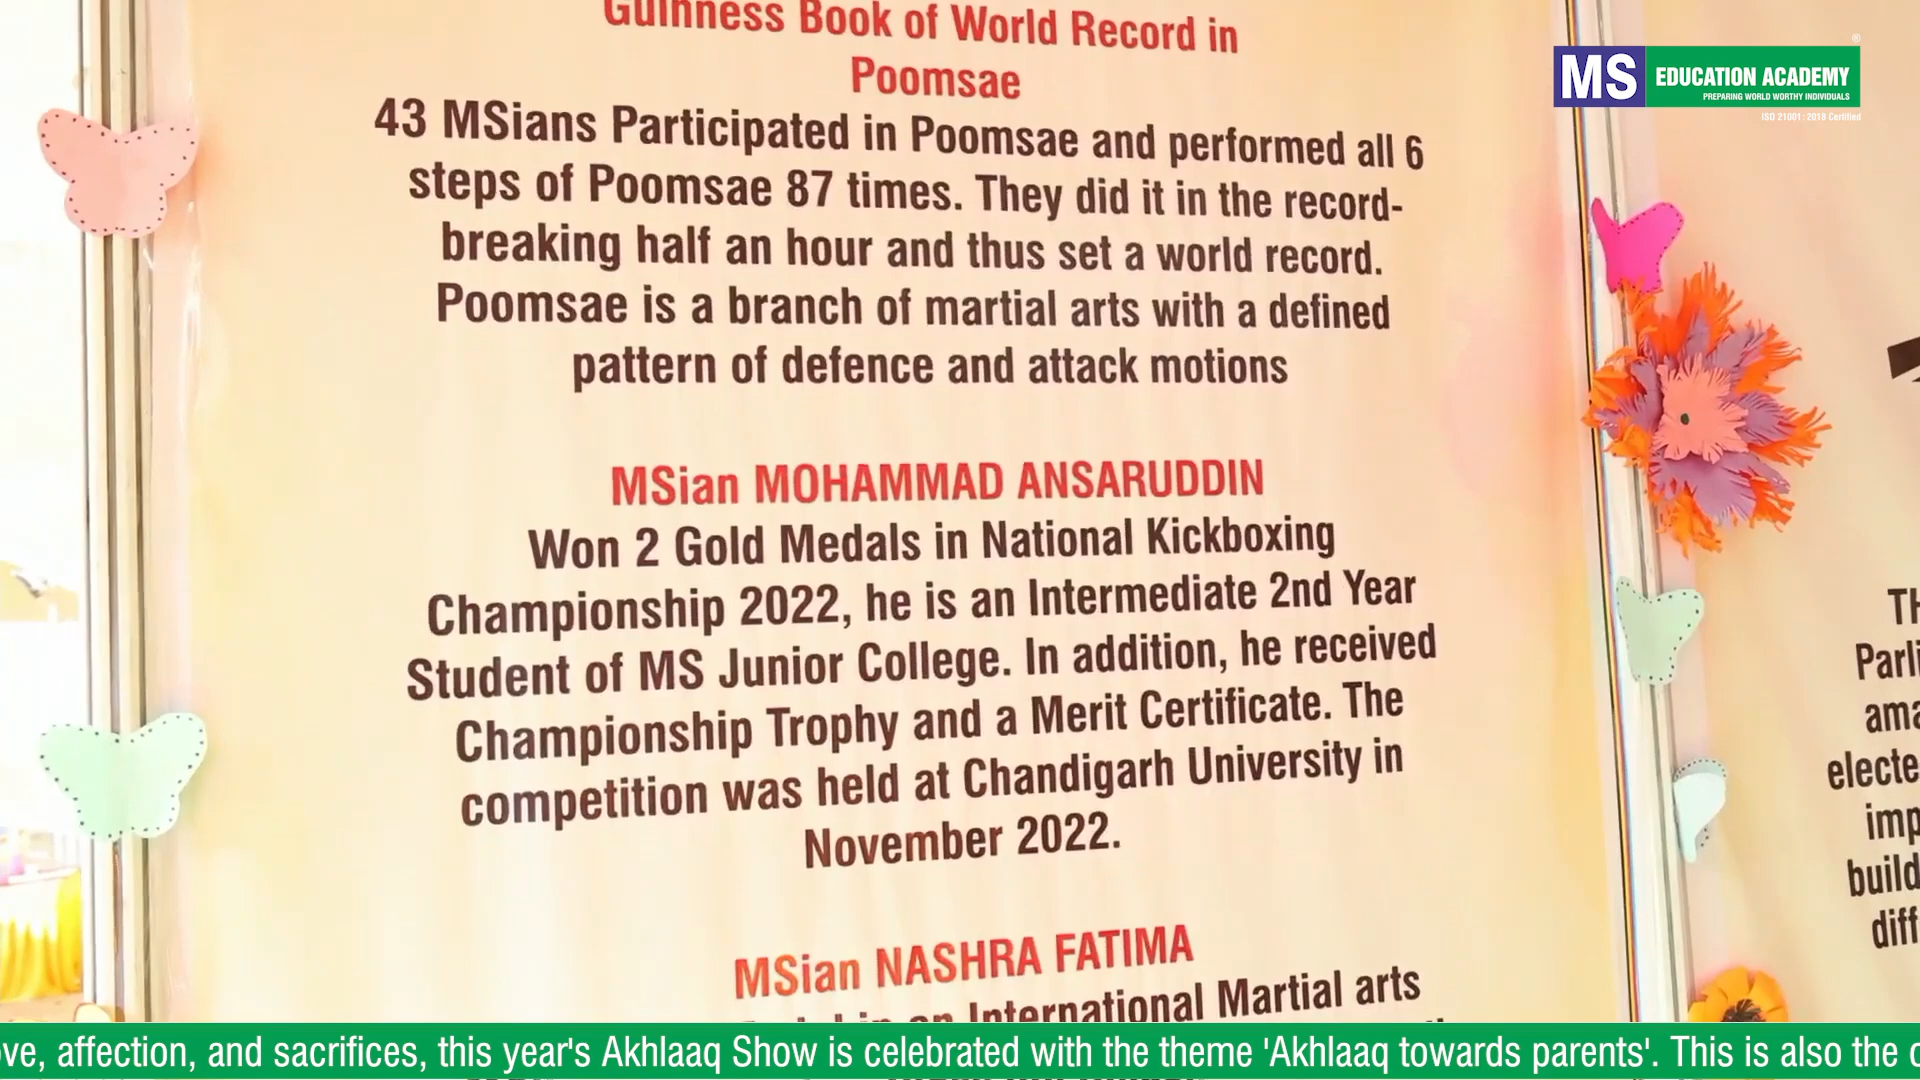 Guinness Book of World Record in
Poomsae
43 MSians Participated in Poomsae and performed all 6
steps of Poomsae 87 times. They did it in the record-
breaking half an hour and thus set a world record.
Poomsae is a branch of martial arts with a defined
pattern of defence and attack motions
MSian MOHAMMAD ANSARUDDIN
Won 2 Gold Medals in National Kickboxing
Championship 2022, he is an Intermediate 2nd Year
Student of MS Junior College. In addition, he received
Championship Trophy and a Merit Certificate. The
competition was held at Chandigarh University in
November 2022.
MSian NASHRA FATIMA
International Martial arts
MS EDUCATION ACADEMY ®
PREPARING WORLD WORTHY INDIVIDUALS
ISO 21001:2018 Certified
build
affection, and sacrifices, this year's Akhlaaq Show is celebrated with the theme 'Akhlaaq towards parents'. This is also the